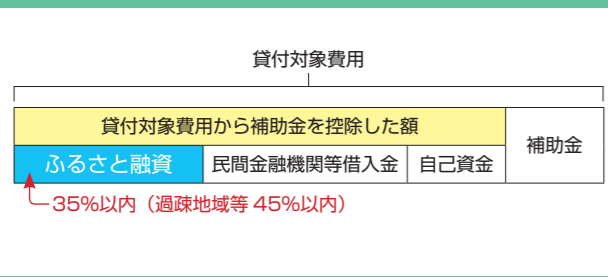 貸付対象費用
貸付対象費用から補助金を控除した額
補助金
ふるさと融資
民間金融機関等借入金
自己資金
35%以内（過疎地域等 45%以内）